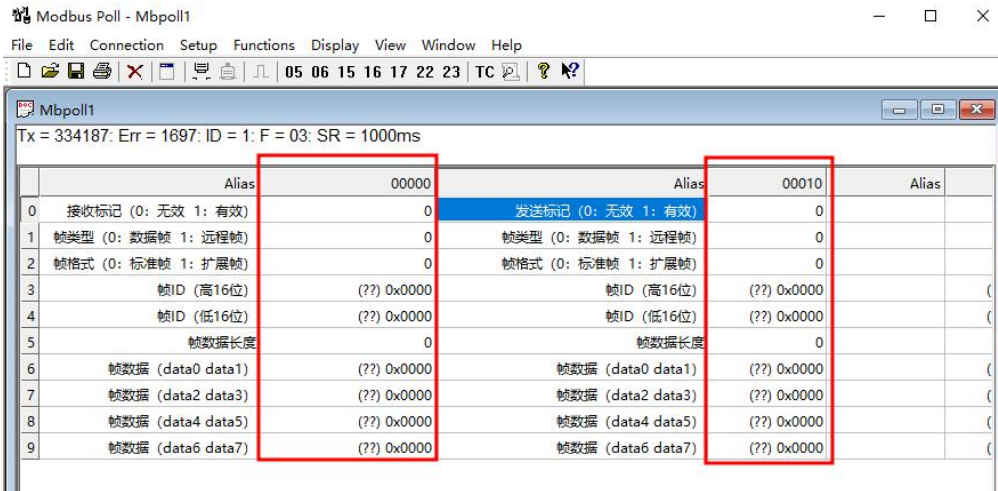 Modbus Poll - Mbpoll1
File Edit Connection Setup Functions Display View Window Help
05 06 15 16 17 22 23 TC
Mbpoll1
Tx = 334187: Err = 1697: ID = 1: F = 03: SR = 1000ms
Alias 00000 Alias 00010 Alias
0 接收标记 (0: 无效 1: 有效) 0 发送标记 (0: 无效 1: 有效) 0
1 帧类型 (0: 数据帧 1: 远程帧) 0 帧类型 (0: 数据帧 1: 远程帧) 0
2 帧格式 (0: 标准帧 1: 扩展帧) 0 帧格式 (0: 标准帧 1: 扩展帧) 0
3 帧ID (高16位) (??) 0x0000 帧ID (高16位) (??) 0x0000 (
4 帧ID (低16位) (??) 0x0000 帧ID (低16位) (??) 0x0000 (
5 帧数据长度 0 帧数据长度 0
6 帧数据 (data0 data1) (??) 0x0000 帧数据 (data0 data1) (??) 0x0000 (
7 帧数据 (data2 data3) (??) 0x0000 帧数据 (data2 data3) (??) 0x0000 (
8 帧数据 (data4 data5) (??) 0x0000 帧数据 (data4 data5) (??) 0x0000 (
9 帧数据 (data6 data7) (??) 0x0000 帧数据 (data6 data7) (??) 0x0000 (